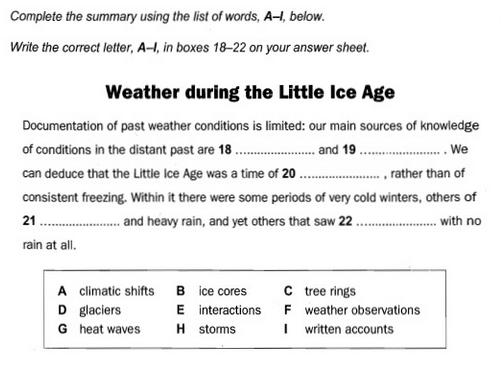 Complete the summary using the list of words, A–I, below.
Write the correct letter, A–I, in boxes 18–22 on your answer sheet.
Weather during the Little Ice Age
Documentation of past weather conditions is limited: our main sources of knowledge
of conditions in the distant past are 18 ........................ and 19 ........................ . We
can deduce that the Little Ice Age was a time of 20 ........................ , rather than of
consistent freezing. Within it there were some periods of very cold winters, others of
21 ........................ and heavy rain, and yet others that saw 22 ........................ with no
rain at all.
A climatic shifts B ice cores C tree rings
D glaciers E interactions F weather observations
G heat waves H storms I written accounts